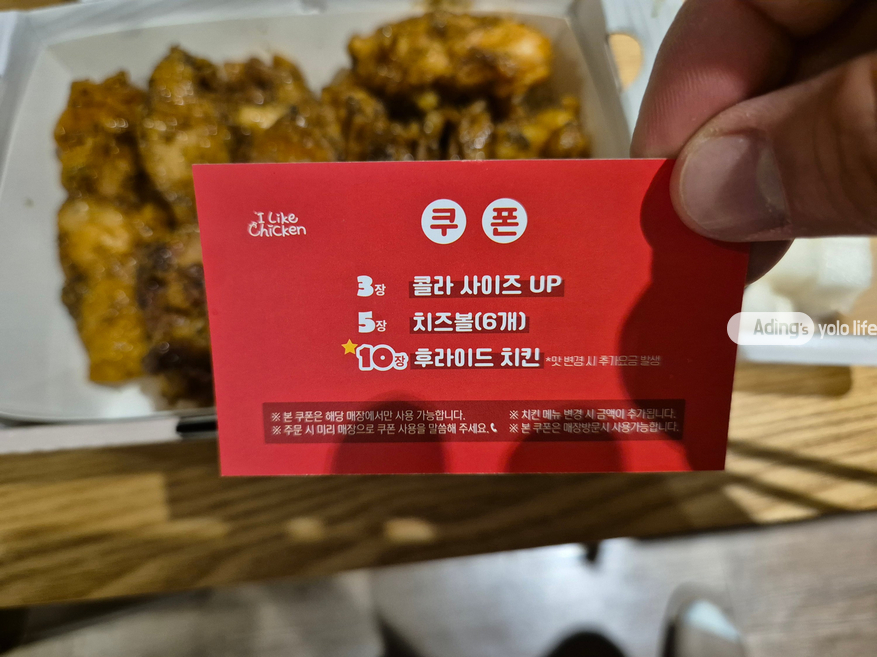 I Like
Chicken
쿠폰
3장 콜라 사이즈 UP
5장 치즈볼(6개)
10장 후라이드 치킨 *맛 변경 시 추가요금 발생
※ 본 쿠폰은 해당 매장에서만 사용 가능합니다.
※ 주문 시 미리 매장으로 쿠폰 사용을 말씀해 주세요.
※ 치킨 메뉴 변경 시 금액이 추가됩니다.
※ 본 쿠폰은 매장방문시 사용가능합니다.
Ading's yolo life